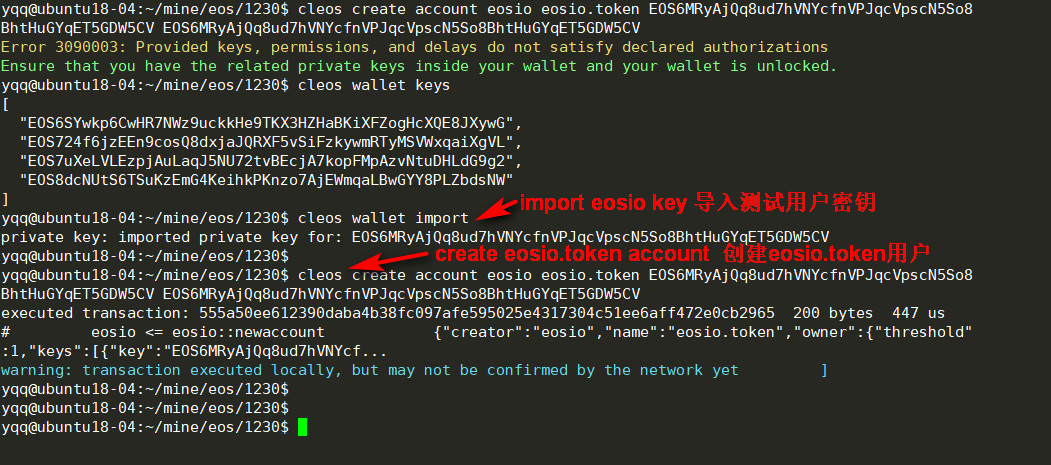 yqq@ubuntu18-04:~/mine/eos/1230$ cleos create account eosio eosio.token EOS6MRyAjQq8ud7hVNYcfnVPJqcVpscN5So8
BhtHuGYqET5GDW5CV EOS6MRyAjQq8ud7hVNYcfnVPJqcVpscN5So8BhtHuGYqET5GDW5CV
Error 3090003: Provided keys, permissions, and delays do not satisfy declared authorizations
Ensure that you have the related private keys inside your wallet and your wallet is unlocked.
yqq@ubuntu18-04:~/mine/eos/1230$ cleos wallet keys
[
"EOS6SYwkp6CwHR7NWz9uckkHe9TKX3HZHaBKiXFZogHcXQE8JXywG",
"EOS724f6jzEEn9cosQ8dxjaJQRXF5vSiFzkywmRTyMSVWxqaiXgVL",
"EOS7uXeLVLEzpjAuLaqJ5NU72tvBEcjA7kopFMpAzvNtuDHLdG9g2",
"EOS8dcNUtS6TSuKzEmG4KeihkPKnzo7AjEWmqaLBwGYY8PLZbdsNW"
]
yqq@ubuntu18-04:~/mine/eos/1230$ cleos wallet import
import eosio key 导入测试用户密钥
private key: imported private key for: EOS6MRyAjQq8ud7hVNYcfnVPJqcVpscN5So8BhtHuGYqET5GDW5CV
yqq@ubuntu18-04:~/mine/eos/1230$
create eosio.token account 创建eosio.token用户
yqq@ubuntu18-04:~/mine/eos/1230$ cleos create account eosio eosio.token EOS6MRyAjQq8ud7hVNYcfnVPJqcVpscN5So8
BhtHuGYqET5GDW5CV EOS6MRyAjQq8ud7hVNYcfnVPJqcVpscN5So8BhtHuGYqET5GDW5CV
executed transaction: 555a50ee612390daba4b38fc097afe595025e4317304c51ee6aff472e0cb2965  200 bytes  447 us
#         eosio <= eosio::newaccount            {"creator":"eosio","name":"eosio.token","owner":{"threshold"
:1,"keys":[{"key":"EOS6MRyAjQq8ud7hVNYcf...
warning: transaction executed locally, but may not be confirmed by the network yet         ]
yqq@ubuntu18-04:~/mine/eos/1230$
yqq@ubuntu18-04:~/mine/eos/1230$
yqq@ubuntu18-04:~/mine/eos/1230$